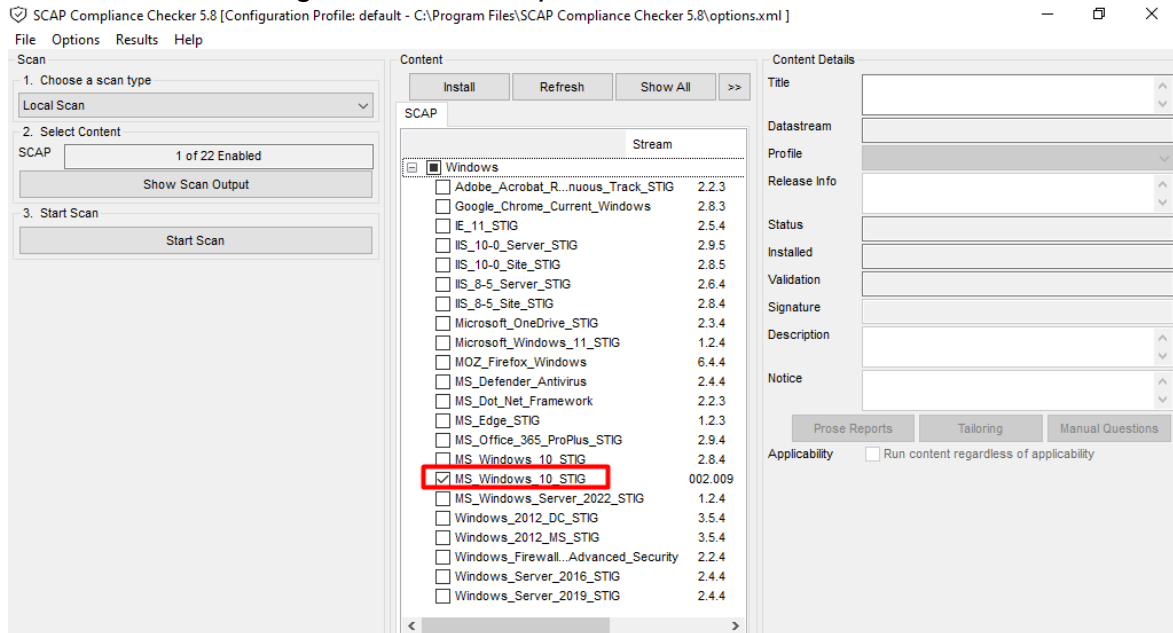 SCAP Compliance Checker 5.8 [Configuration Profile: default - C:\Program Files\SCAP Compliance Checker 5.8\options.xml ]
File Options Results Help
Scan
1. Choose a scan type
Local Scan
2. Select Content
SCAP 1 of 22 Enabled
Show Scan Output
3. Start Scan
Start Scan
Content
Install Refresh Show All >>
SCAP
Stream
Windows
Adobe_Acrobat_R...nuous_Track_STIG 2.2.3
Google_Chrome_Current_Windows 2.8.3
IE_11_STIG 2.5.4
IIS_10-0_Server_STIG 2.9.5
IIS_10-0_Site_STIG 2.8.5
IIS_8-5_Server_STIG 2.6.4
IIS_8-5_Site_STIG 2.8.4
Microsoft_OneDrive_STIG 2.3.4
Microsoft_Windows_11_STIG 1.2.4
MOZ_Firefox_Windows 6.4.4
MS_Defender_Antivirus 2.4.4
MS_Dot_Net_Framework 2.2.3
MS_Edge_STIG 1.2.3
MS_Office_365_ProPlus_STIG 2.9.4
MS_Windows_10_STIG 2.8.4
MS_Windows_10_STIG 002.009
MS_Windows_Server_2022_STIG 1.2.4
Windows_2012_DC_STIG 3.5.4
Windows_2012_MS_STIG 3.5.4
Windows_Firewall...Advanced_Security 2.2.4
Windows_Server_2016_STIG 2.4.4
Windows_Server_2019_STIG 2.4.4
Content Details
Title
Datastream
Profile
Release Info
Status
Installed
Validation
Signature
Description
Notice
Prose Reports Tailoring Manual Questions
Applicability Run content regardless of applicability